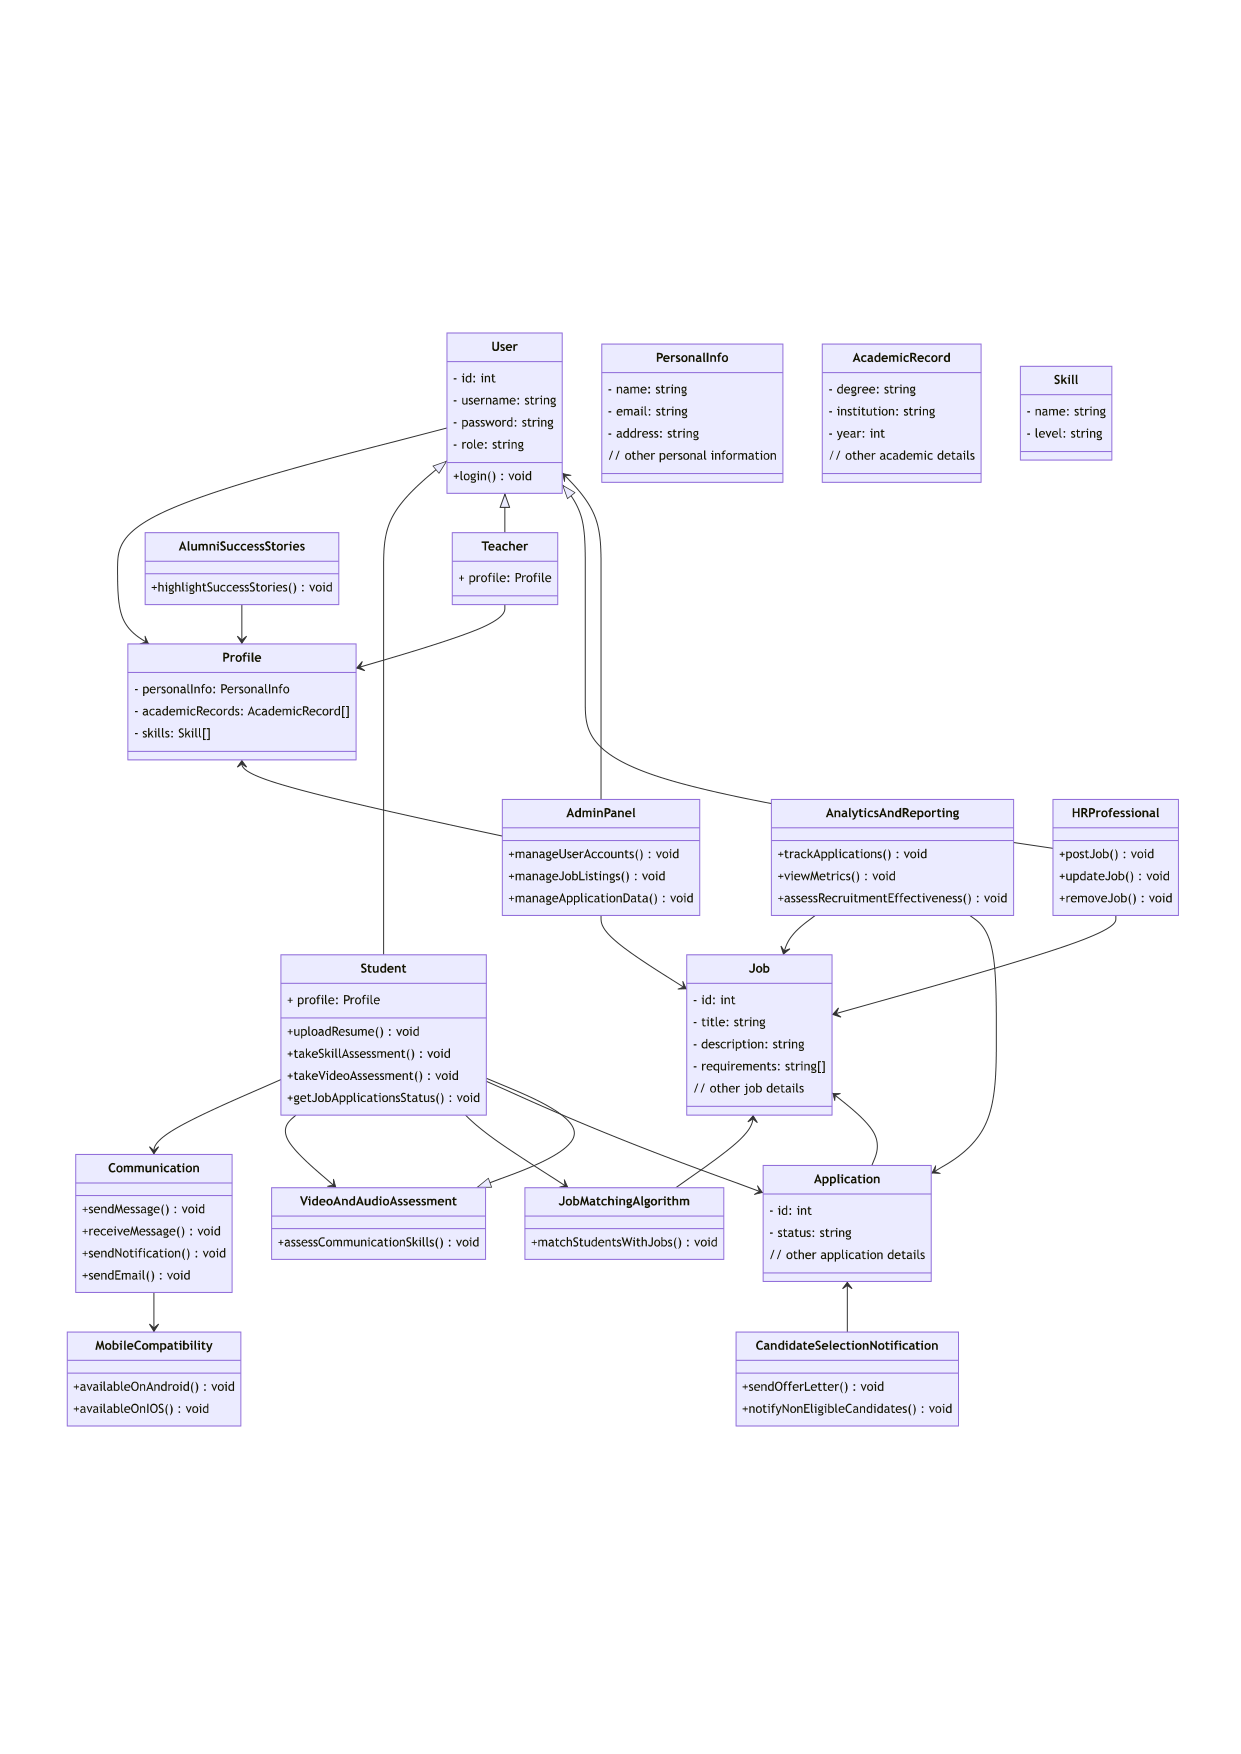 User
- id: int
- username: string
- password: string
- role: string
+login() : void
PersonalInfo
- name: string
- email: string
- address: string
// other personal information
AcademicRecord
- degree: string
- institution: string
- year: int
// other academic details
Skill
- name: string
- level: string
AlumniSuccessStories
+highlightSuccessStories() : void
Teacher
+ profile: Profile
Profile
- personalInfo: PersonalInfo
- academicRecords: AcademicRecord[]
- skills: Skill[]
AdminPanel
+manageUserAccounts() : void
+manageJobListings() : void
+manageApplicationData() : void
AnalyticsAndReporting
+trackApplications() : void
+viewMetrics() : void
+assessRecruitmentEffectiveness() : void
HRProfessional
+postJob() : void
+updateJob() : void
+removeJob() : void
Student
+ profile: Profile
+uploadResume() : void
+takeSkillAssessment() : void
+takeVideoAssessment() : void
+getJobApplicationsStatus() : void
Job
- id: int
- title: string
- description: string
- requirements: string[]
// other job details
Communication
+sendMessage() : void
+receiveMessage() : void
+sendNotification() : void
+sendEmail() : void
VideoAndAudioAssessment
+assessCommunicationSkills() : void
JobMatchingAlgorithm
+matchStudentsWithJobs() : void
Application
- id: int
- status: string
// other application details
MobileCompatibility
+availableOnAndroid() : void
+availableOnIOS() : void
CandidateSelectionNotification
+sendOfferLetter() : void
+notifyNonEligibleCandidates() : void